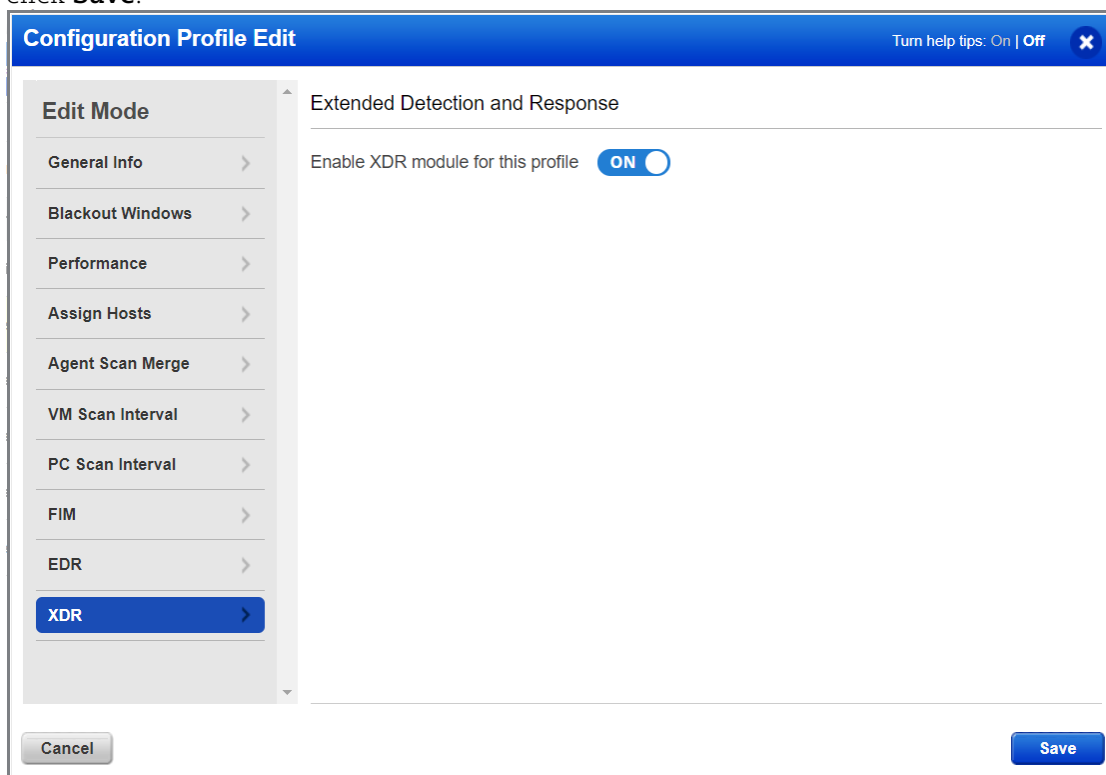 click Save.
Configuration Profile Edit
Turn help tips: On | Off
Edit Mode
General Info
Blackout Windows
Performance
Assign Hosts
Agent Scan Merge
VM Scan Interval
PC Scan Interval
FIM
EDR
XDR
Extended Detection and Response
Enable XDR module for this profile ON
Cancel
Save